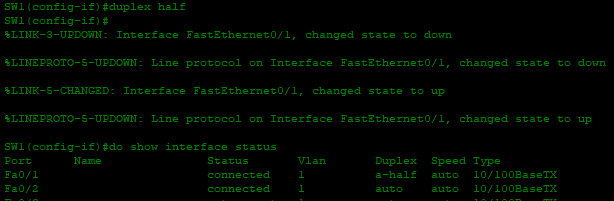 SW1(config-if)#duplex half
SW1(config-if)#
%LINK-3-UPDOWN: Interface FastEthernet0/1, changed state to down
%LINEPROTO-5-UPDOWN: Line protocol on Interface FastEthernet0/1, changed state to down
%LINK-5-CHANGED: Interface FastEthernet0/1, changed state to up
%LINEPROTO-5-UPDOWN: Line protocol on Interface FastEthernet0/1, changed state to up
SW1(config-if)#do show interface status
Port Name Status Vlan Duplex Speed Type
Fa0/1 connected 1 a-half auto 10/100BaseTX
Fa0/2 connected 1 auto auto 10/100BaseTX